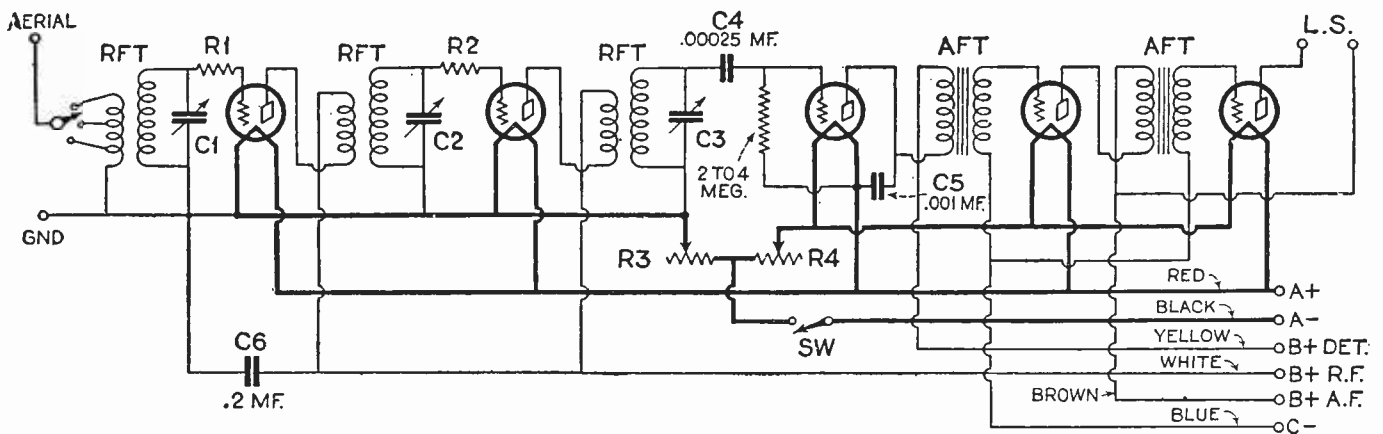 AERIAL
RFT
R1
C1
RFT
R2
C2
RFT
C4
.00025 MF.
C3
2 TO 4
MEG.
C5
.001 MF.
AFT
AFT
L.S.
GND
R3
R4
SW
C6
.2 MF.
RED
A+
BLACK
A-
YELLOW
B+ DET.
WHITE
B+ R.F.
BROWN
B+ A.F.
BLUE
C-